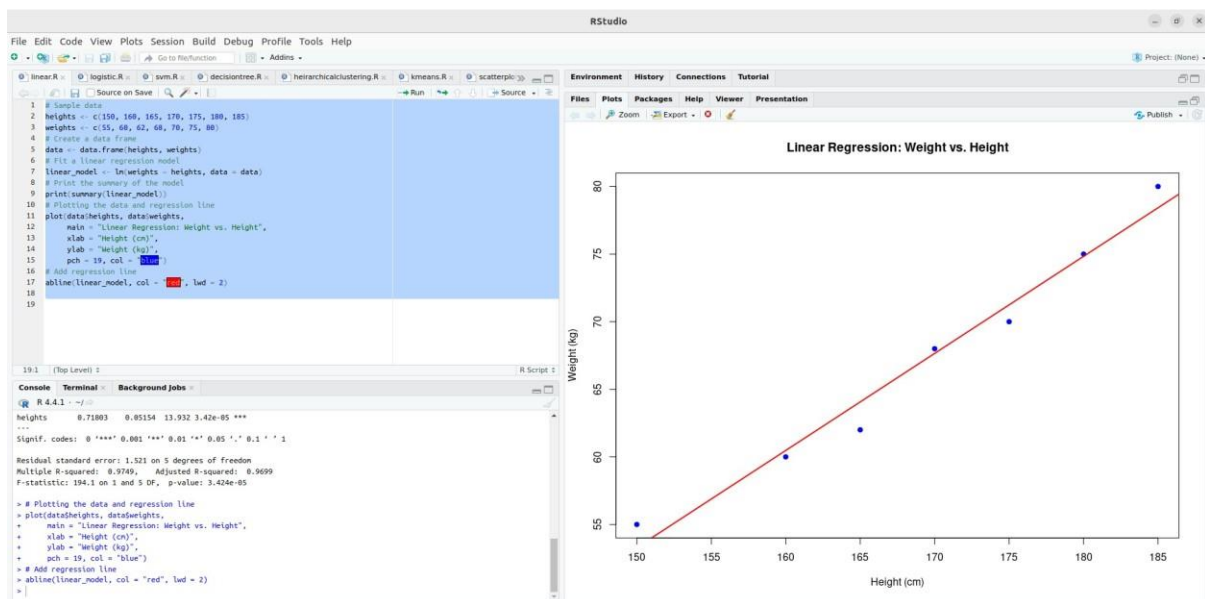 RStudio
File Edit Code View Plots Session Build Debug Profile Tools Help
Go to file/function Addins Project: (None)
linear.R logistic.R svm.R decisiontree.R heirarchicalclustering.R kmeans.R scatterplo
Source on Save Run Source
1 # Sample data
2 heights <- c(150, 160, 165, 170, 175, 180, 185)
3 weights <- c(55, 60, 62, 68, 70, 75, 80)
4 # Create a data frame
5 data <- data.frame(heights, weights)
6 # Fit a linear regression model
7 linear_model <- lm(weights ~ heights, data = data)
8 # Print the summary of the model
9 print(summary(linear_model))
10 # Plotting the data and regression line
11 plot(data$heights, data$weights,
12 main = "Linear Regression: Weight vs. Height",
13 xlab = "Height (cm)",
14 ylab = "Weight (kg)",
15 pch = 19, col = "blue")
16 # Add regression line
17 abline(linear_model, col = "red", lwd = 2)
18
19
19:1 (Top Level) R Script
Console Terminal Background Jobs
R 4.4.1 · ~/
heights 0.71803 0.05154 13.932 3.42e-05 ***
---
Signif. codes: 0 ‘***’ 0.001 ‘**’ 0.01 ‘*’ 0.05 ‘.’ 0.1 ‘ ’ 1
Residual standard error: 1.521 on 5 degrees of freedom
Multiple R-squared: 0.9749, Adjusted R-squared: 0.9699
F-statistic: 194.1 on 1 and 5 DF, p-value: 3.424e-05
> # Plotting the data and regression line
> plot(data$heights, data$weights,
+ main = "Linear Regression: Weight vs. Height",
+ xlab = "Height (cm)",
+ ylab = "Weight (kg)",
+ pch = 19, col = "blue")
> # Add regression line
> abline(linear_model, col = "red", lwd = 2)
>
Environment History Connections Tutorial
Files Plots Packages Help Viewer Presentation
Zoom Export Publish
Linear Regression: Weight vs. Height
80
75
70
65
60
55
Weight (kg)
150 155 160 165 170 175 180 185
Height (cm)